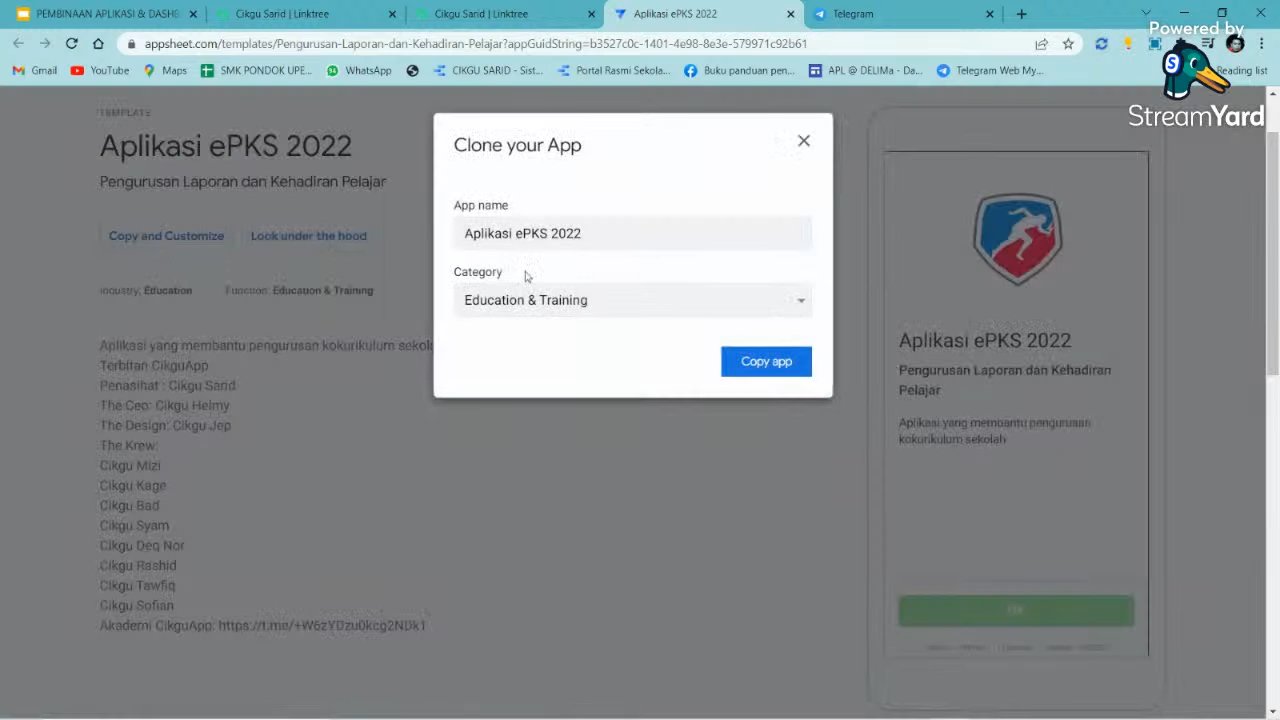 PEMBINAAN APLIKASI & DASHB
Cikgu Sarid | Linktree
Cikgu Sarid | Linktree
Aplikasi ePKS 2022
Telegram
appsheet.com/templates/Pengurusan-Laporan-dan-Kehadiran-Pelajar?appGuidString=b3527c0c-1401-4e98-8e3e-579971c92b61
Gmail
YouTube
Maps
SMK PONDOK UPE...
WhatsApp
CIKGU SARID - Sist...
Portal Rasmi Sekola...
Buku panduan pen...
APL @ DELIMa - Da...
Telegram Web My...
Reading list
Powered by
StreamYard
TEMPLATE
Aplikasi ePKS 2022
Pengurusan Laporan dan Kehadiran Pelajar
Copy and Customize
Look under the hood
Industry: Education
Function: Education & Training
Aplikasi yang membantu pengurusan kokurikulum sekol
Terbitan CikguApp
Penasihat : Cikgu Sarid
The Ceo: Cikgu Helmy
The Design: Cikgu Jep
The Krew:
Cikgu Mizi
Cikgu Kage
Cikgu Bad
Cikgu Syam
Cikgu Deq Nor
Cikgu Rashid
Cikgu Tawfiq
Cikgu Sofian
Akademi CikguApp: https://t.me/+W6zYDzu0kcg2NDk1
Clone your App
App name
Aplikasi ePKS 2022
Category
Education & Training
Copy app
Aplikasi ePKS 2022
Pengurusan Laporan dan Kehadiran
Pelajar
Aplikasi yang membantu pengurusan
kokurikulum sekolah